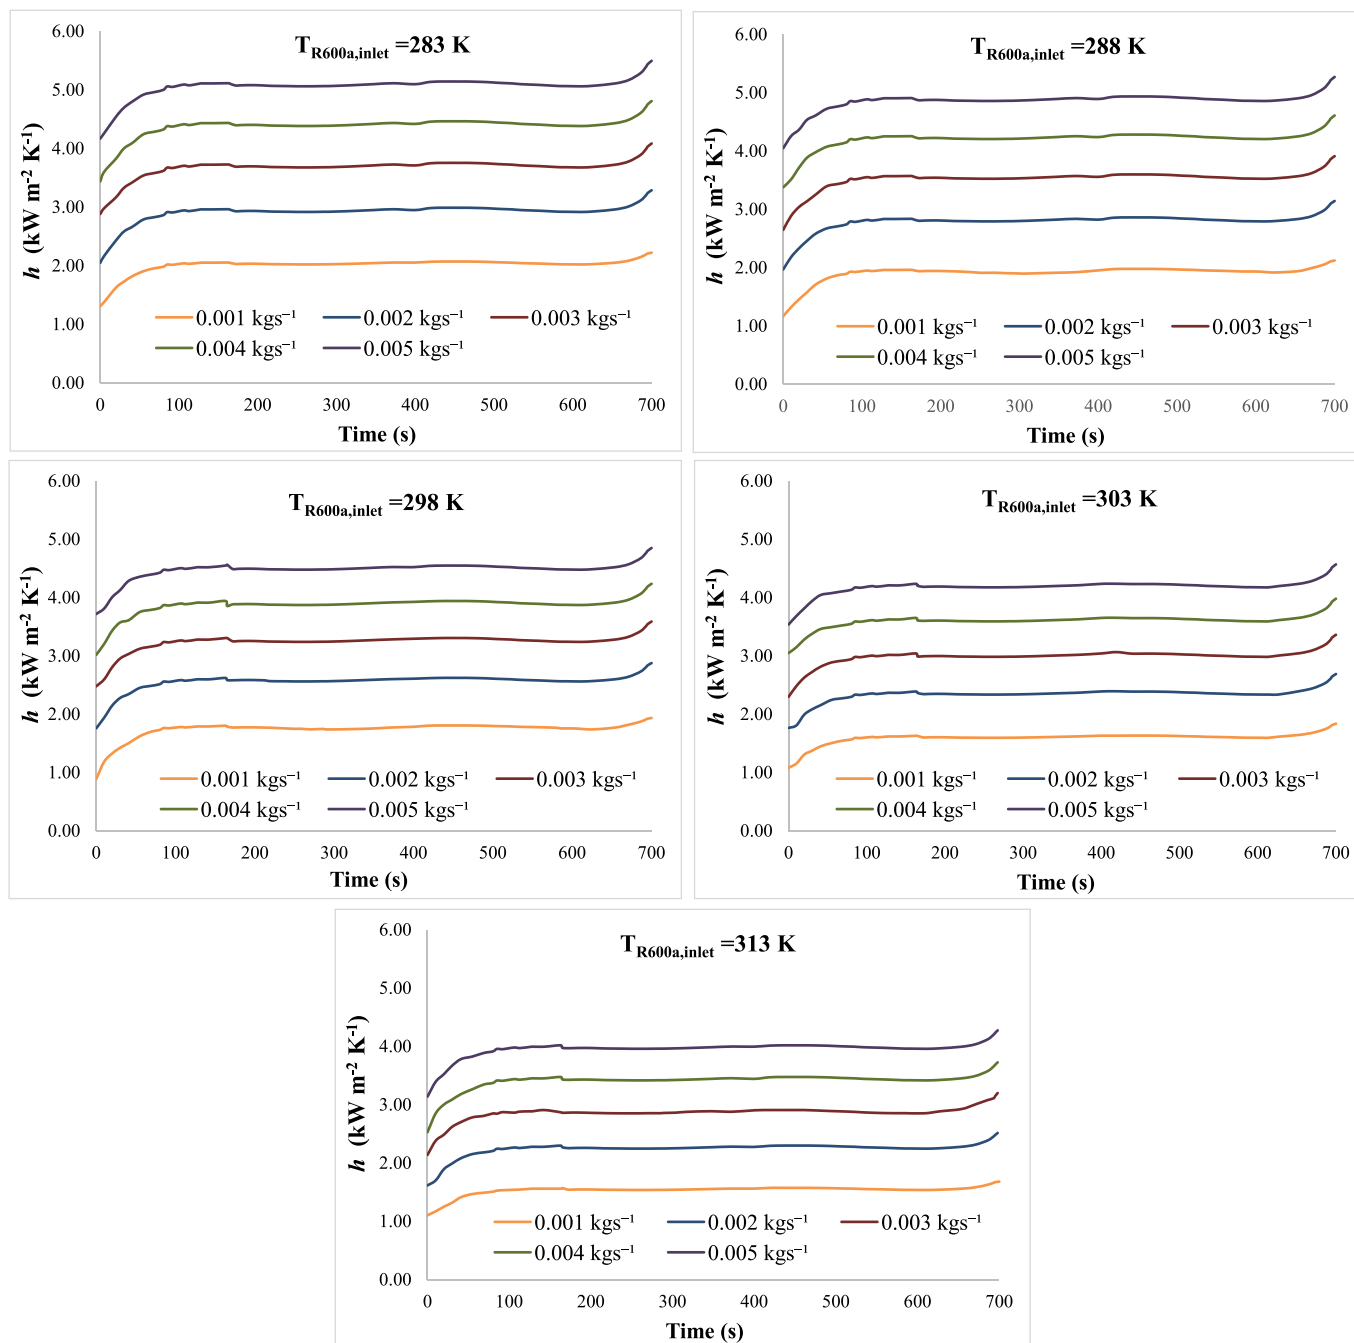 T_R600a,inlet =283 K
h (kW m⁻² K⁻¹)
6.00
5.00
4.00
3.00
2.00
1.00
0.00
0.001 kgs⁻¹ 0.002 kgs⁻¹ 0.003 kgs⁻¹
0.004 kgs⁻¹ 0.005 kgs⁻¹
0 100 200 300 400 500 600 700
Time (s)
T_R600a,inlet =288 K
h (kW m⁻² K⁻¹)
6.00
5.00
4.00
3.00
2.00
1.00
0.00
0.001 kgs⁻¹ 0.002 kgs⁻¹ 0.003 kgs⁻¹
0.004 kgs⁻¹ 0.005 kgs⁻¹
0 100 200 300 400 500 600 700
Time (s)
T_R600a,inlet =298 K
h (kW m⁻² K⁻¹)
6.00
5.00
4.00
3.00
2.00
1.00
0.00
0.001 kgs⁻¹ 0.002 kgs⁻¹ 0.003 kgs⁻¹
0.004 kgs⁻¹ 0.005 kgs⁻¹
0 100 200 300 400 500 600 700
Time (s)
T_R600a,inlet =303 K
h (kW m⁻² K⁻¹)
6.00
5.00
4.00
3.00
2.00
1.00
0.00
0.001 kgs⁻¹ 0.002 kgs⁻¹ 0.003 kgs⁻¹
0.004 kgs⁻¹ 0.005 kgs⁻¹
0 100 200 300 400 500 600 700
Time (s)
T_R600a,inlet =313 K
h (kW m⁻² K⁻¹)
6.00
5.00
4.00
3.00
2.00
1.00
0.00
0.001 kgs⁻¹ 0.002 kgs⁻¹ 0.003 kgs⁻¹
0.004 kgs⁻¹ 0.005 kgs⁻¹
0 100 200 300 400 500 600 700
Time (s)